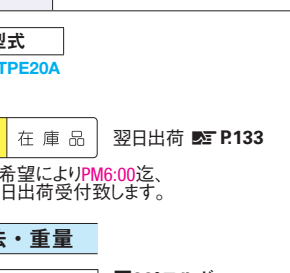 型式
TPE20A
在庫品 翌日出荷 P.133
希望によりPM6:00迄、
日出荷受付致します。
法・重量